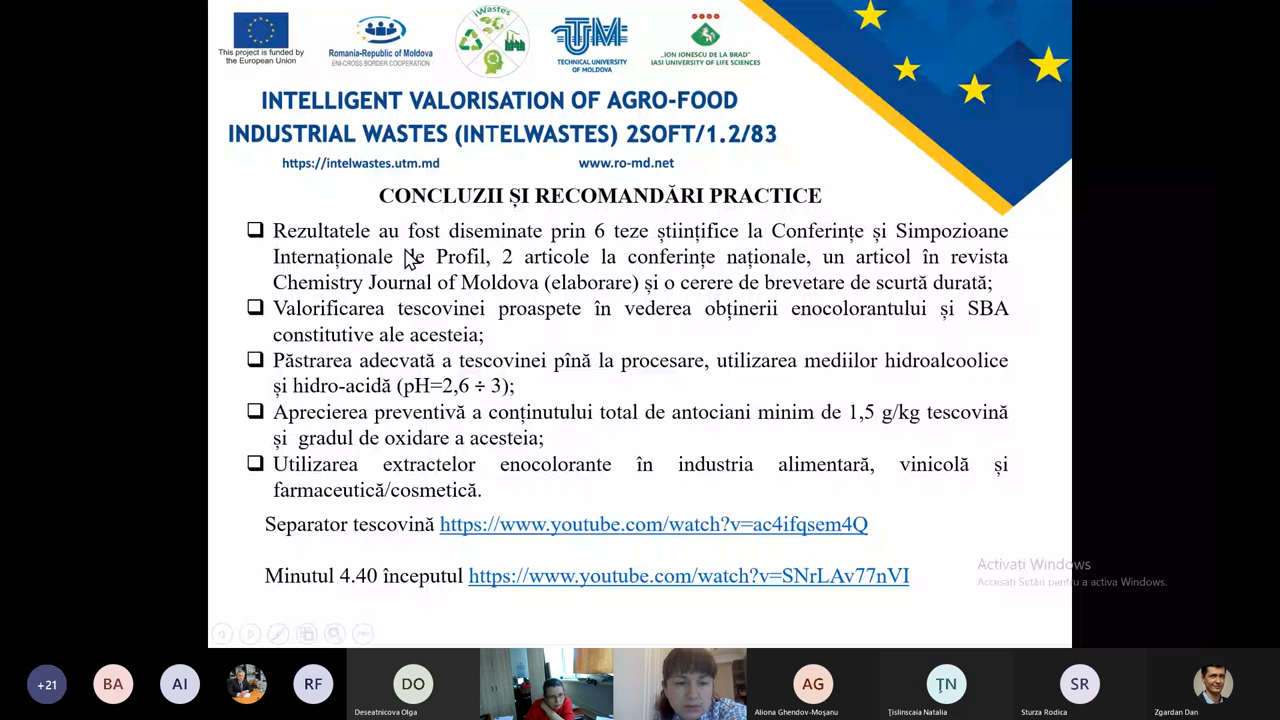 iWastes
This project is funded by
the European Union
Romania-Republic of Moldova
ENI-CROSS BORDER COOPERATION
UTM
TECHNICAL UNIVERSITY
OF MOLDOVA
„ION IONESCU DE LA BRAD”
IASI UNIVERSITY OF LIFE SCIENCES
INTELLIGENT VALORISATION OF AGRO-FOOD
INDUSTRIAL WASTES (INTELWASTES) 2SOFT/1.2/83
https://intelwastes.utm.md www.ro-md.net
CONCLUZII ȘI RECOMANDĂRI PRACTICE
Rezultatele au fost diseminate prin 6 teze științifice la Conferințe și Simpozioane
Internaționale de Profil, 2 articole la conferințe naționale, un articol în revista
Chemistry Journal of Moldova (elaborare) și o cerere de brevetare de scurtă durată;
Valorificarea tescovinei proaspete în vederea obținerii enocolorantului și SBA
constitutive ale acesteia;
Păstrarea adecvată a tescovinei pînă la procesare, utilizarea mediilor hidroalcoolice
și hidro-acidă (pH=2,6 ÷ 3);
Aprecierea preventivă a conținutului total de antociani minim de 1,5 g/kg tescovină
și gradul de oxidare a acesteia;
Utilizarea extractelor enocolorante în industria alimentară, vinicolă și
farmaceutică/cosmetică.
Separator tescovină https://www.youtube.com/watch?v=ac4ifqsem4Q
Minutul 4.40 începutul https://www.youtube.com/watch?v=SNrLAv77nVI
Activați Windows
Accesați Setări pentru a activa Windows.
+21 BA AI RF DO AG ŢN SR
Deseatnicova Olga Aliona Ghendov-Moșanu Ţislinscaia Natalia Sturza Rodica Zgardan Dan